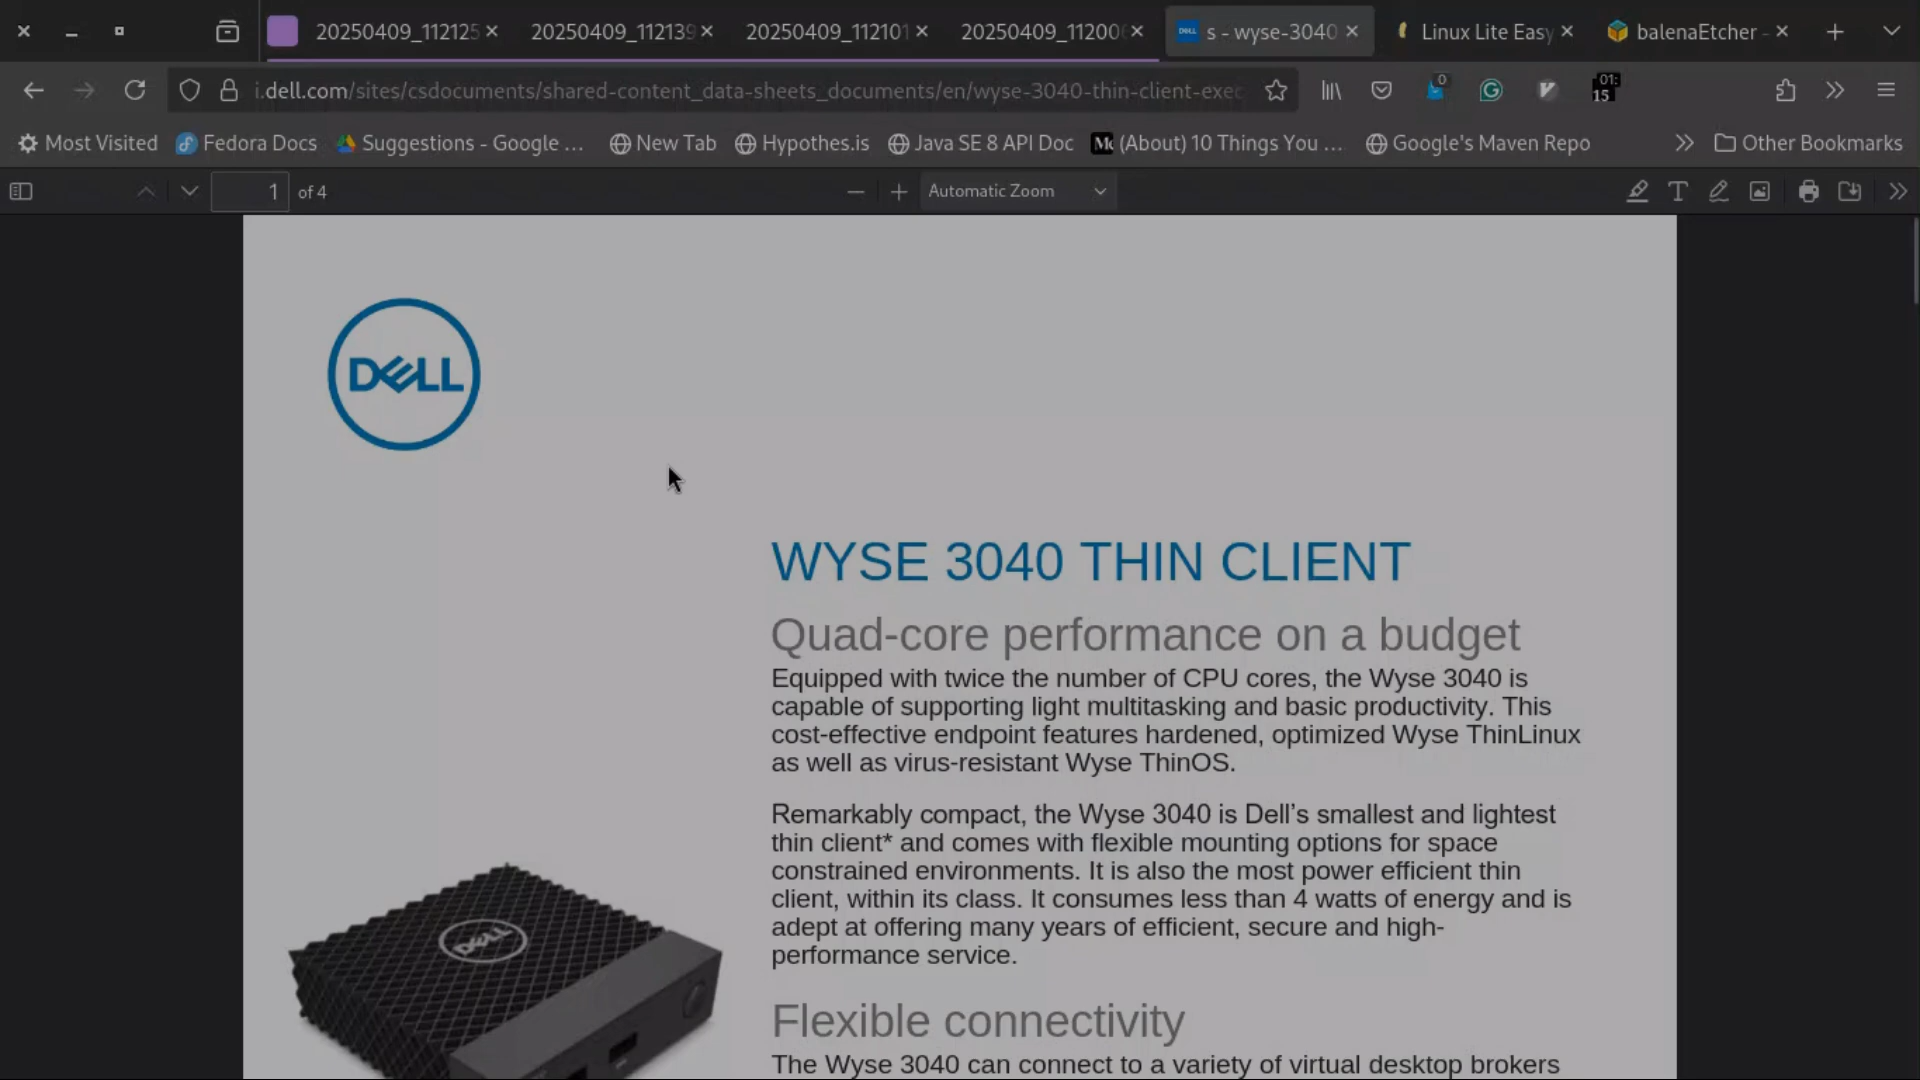 20250409_112125
20250409_112139
20250409_112101
20250409_11200
s - wyse-3040
Linux Lite Easy
balenaEtcher -
i.dell.com/sites/csdocuments/shared-content_data-sheets_documents/en/wyse-3040-thin-client-exec
0
01:
15
Most Visited
Fedora Docs
Suggestions - Google ...
New Tab
Hypothes.is
Java SE 8 API Doc
(About) 10 Things You ...
Google's Maven Repo
Other Bookmarks
1 of 4
Automatic Zoom
DELL
WYSE 3040 THIN CLIENT
Quad-core performance on a budget
Equipped with twice the number of CPU cores, the Wyse 3040 is
capable of supporting light multitasking and basic productivity. This
cost-effective endpoint features hardened, optimized Wyse ThinLinux
as well as virus-resistant Wyse ThinOS.
Remarkably compact, the Wyse 3040 is Dell’s smallest and lightest
thin client* and comes with flexible mounting options for space
constrained environments. It is also the most power efficient thin
client, within its class. It consumes less than 4 watts of energy and is
adept at offering many years of efficient, secure and high-
performance service.
DELL
Flexible connectivity
The Wyse 3040 can connect to a variety of virtual desktop brokers